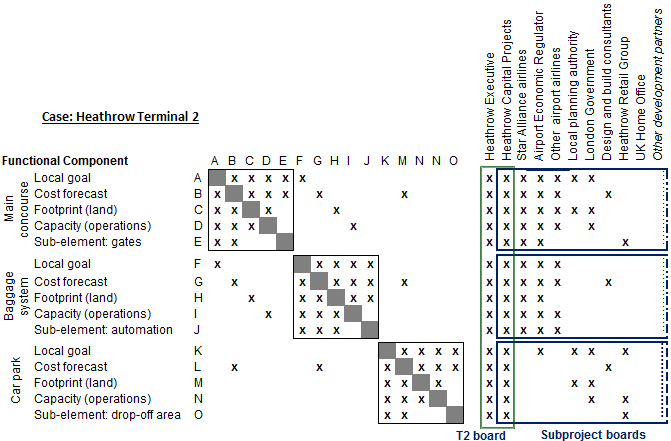 Case: Heathrow Terminal 2
Heathrow Executive
Heathrow Capital Projects
Star Alliance airlines
Airport Economic Regulator
Other airport airlines
Local planning authority
London Government
Design and build consultants
Heathrow Retail Group
UK Home Office
Other development partners
Functional Component A B C D E F G H I J K M N N O
Main concourse
Local goal A x x x x x x x x x x x x
Cost forecast B x x x x x x x x x x x x
Footprint (land) C x x x x x x x x x x x
Capacity (operations) D x x x x x x x x x
Sub-element: gates E x x x x x x x
Baggage system
Local goal F x x x x x x x x x x
Cost forecast G x x x x x x x x x x x x
Footprint (land) H x x x x x x x x x
Capacity (operations) I x x x x x x x x x x
Sub-element: automation J x x x x x x x x
Car park
Local goal K x x x x x x x x x x
Cost forecast L x x x x x x x x x
Footprint (land) M x x x x x x x
Capacity (operations) N x x x x x x x
Sub-element: drop-off area O x x x x x
T2 board
Subproject boards